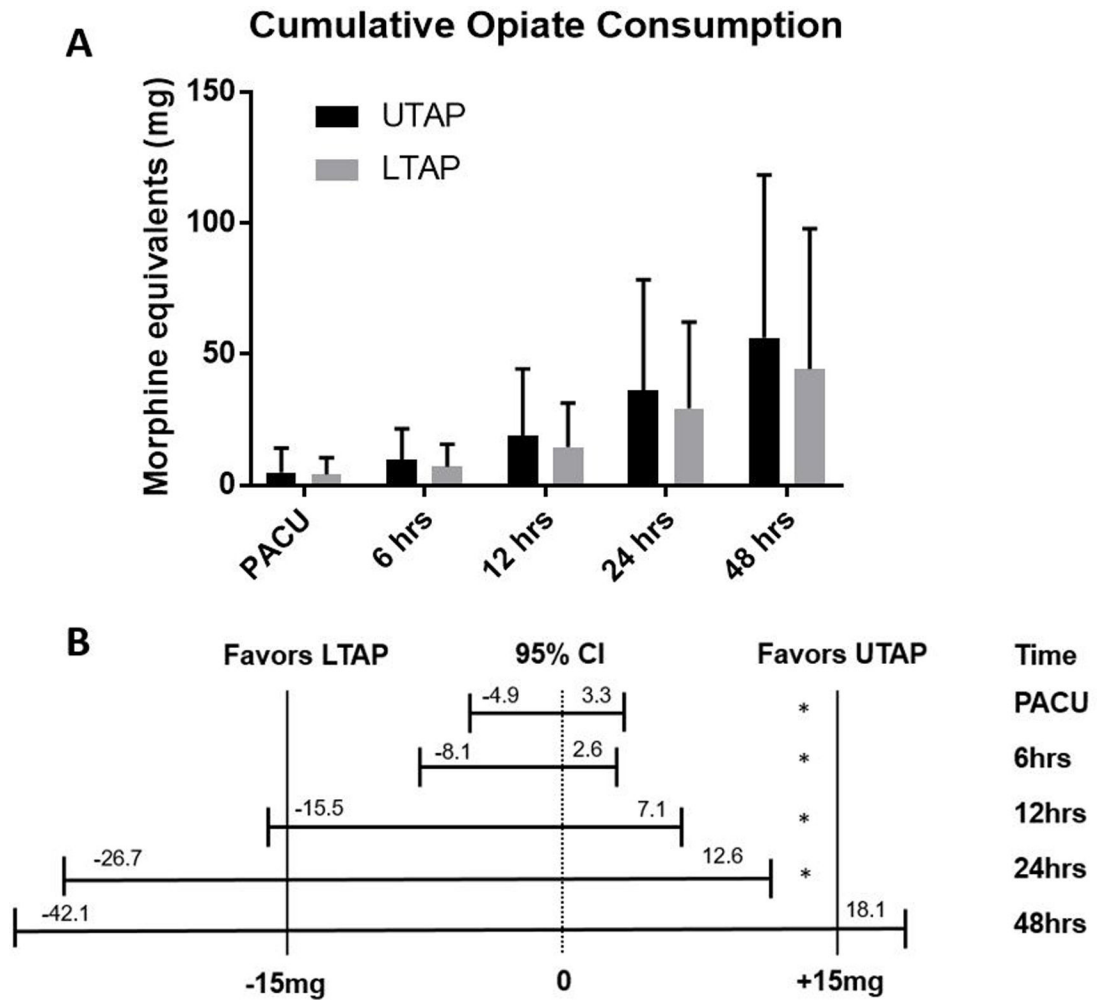 A
Cumulative Opiate Consumption
Morphine equivalents (mg)
150
100
50
0
UTAP
LTAP
PACU
6 hrs
12 hrs
24 hrs
48 hrs
B
Favors LTAP 95% CI Favors UTAP Time
-4.9 3.3 * PACU
-8.1 2.6 * 6hrs
-15.5 7.1 * 12hrs
-26.7 12.6 * 24hrs
-42.1 18.1 48hrs
-15mg 0 +15mg